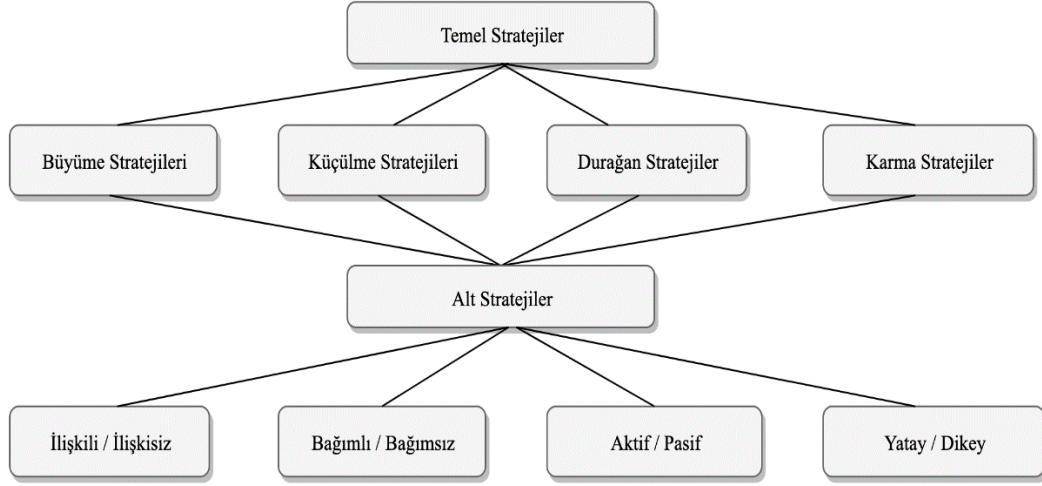 Temel Stratejiler
Büyüme Stratejileri
Küçülme Stratejileri
Durağan Stratejiler
Karma Stratejiler
Alt Stratejiler
İlişkili / İlişkisiz
Bağımlı / Bağımsız
Aktif / Pasif
Yatay / Dikey